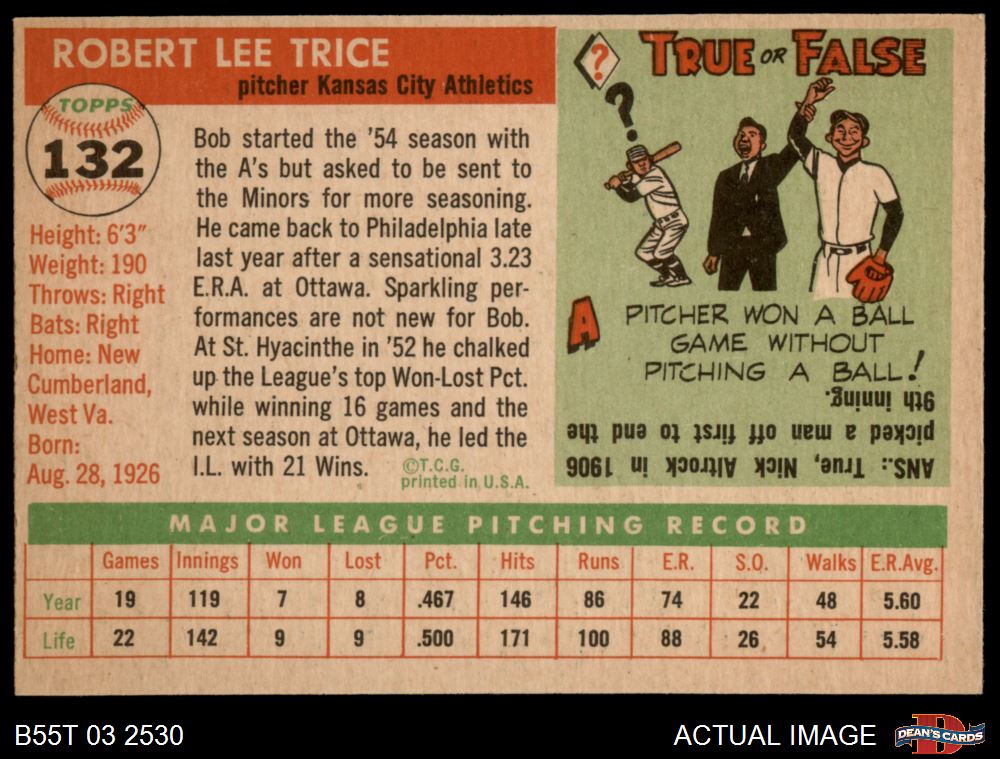 ROBERT LEE TRICE
pitcher Kansas City Athletics
TOPPS
132
Height: 6'3"
Weight: 190
Throws: Right
Bats: Right
Home: New
Cumberland,
West Va.
Born:
Aug. 28, 1926
Bob started the '54 season with
the A's but asked to be sent to
the Minors for more seasoning.
He came back to Philadelphia late
last year after a sensational 3.23
E.R.A. at Ottawa. Sparkling per-
formances are not new for Bob.
At St. Hyacinthe in '52 he chalked
up the League's top Won-Lost Pct.
while winning 16 games and the
next season at Ottawa, he led the
I.L. with 21 Wins.
©T.C.G.
printed in U.S.A.
? TRUE OR FALSE
?
A PITCHER WON A BALL
GAME WITHOUT
PITCHING A BALL!
ANS.: True, Nick Altrock in 1906
picked a man off first to end the
9th inning.
MAJOR LEAGUE PITCHING RECORD
Games Innings Won Lost Pct. Hits Runs E.R. S.O. Walks E.R.Avg.
Year 19 119 7 8 .467 146 86 74 22 48 5.60
Life 22 142 9 9 .500 171 100 88 26 54 5.58
B55T 03 2530
ACTUAL IMAGE
D
DEAN'S CARDS